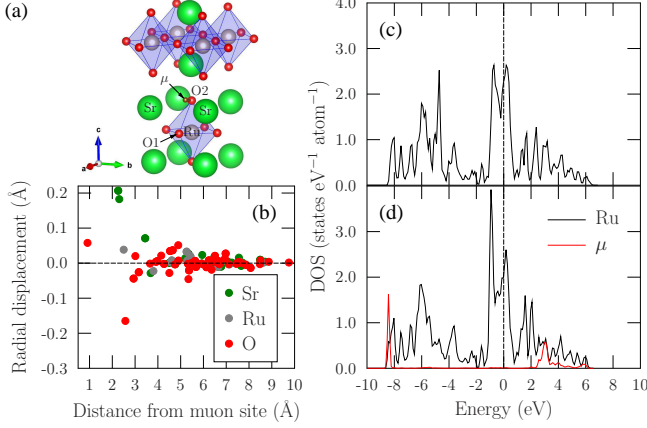 (a)
μ
O2
Sr
Sr
O1
Ru
c
a
b
(b)
Radial displacement (Å)
0.2
0.1
0.0
-0.1
-0.2
-0.3
Sr
Ru
O
1 2 3 4 5 6 7 8 9 10
Distance from muon site (Å)
(c)
4.0
3.0
2.0
1.0
0.0
(d)
DOS (states eV⁻¹ atom⁻¹)
3.0
2.0
1.0
0.0
Ru
μ
-10 -8 -6 -4 -2 0 2 4 6 8 10
Energy (eV)